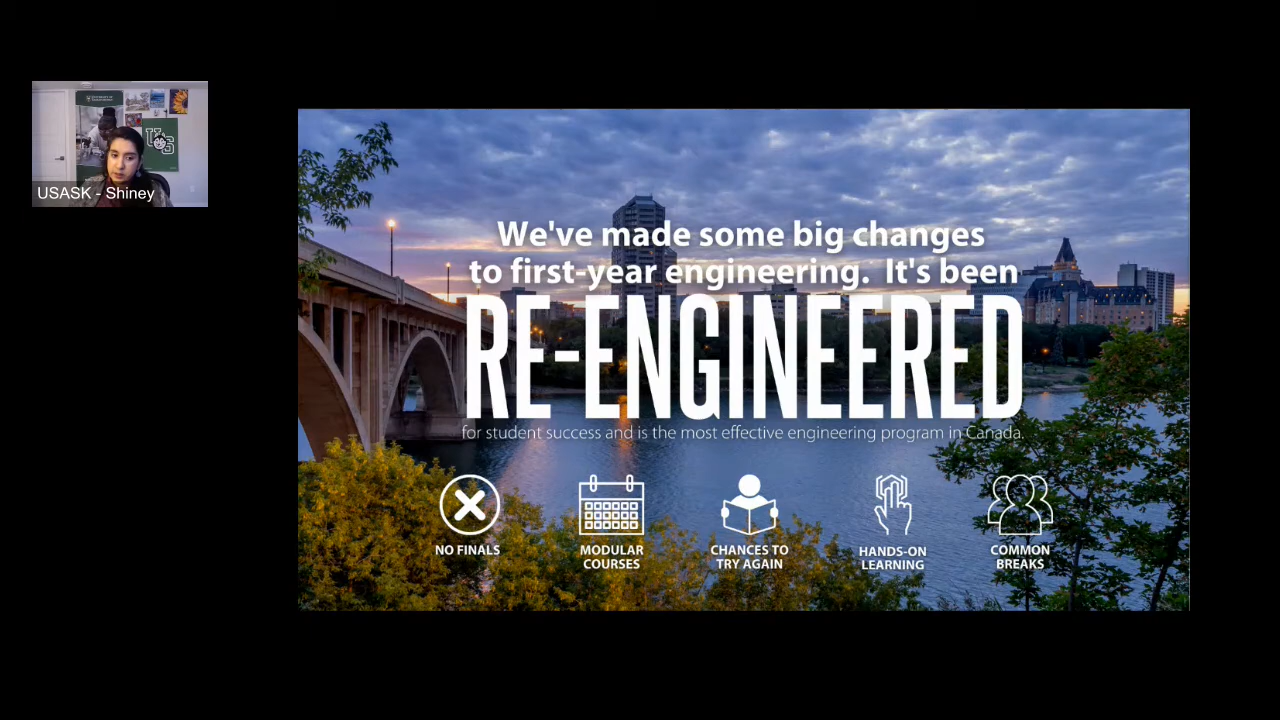 USASK - Shiney
We've made some big changes
to first-year engineering. It's been
RE-ENGINEERED
for student success and is the most effective engineering program in Canada.
NO FINALS
MODULAR
COURSES
CHANCES TO
TRY AGAIN
HANDS-ON
LEARNING
COMMON
BREAKS